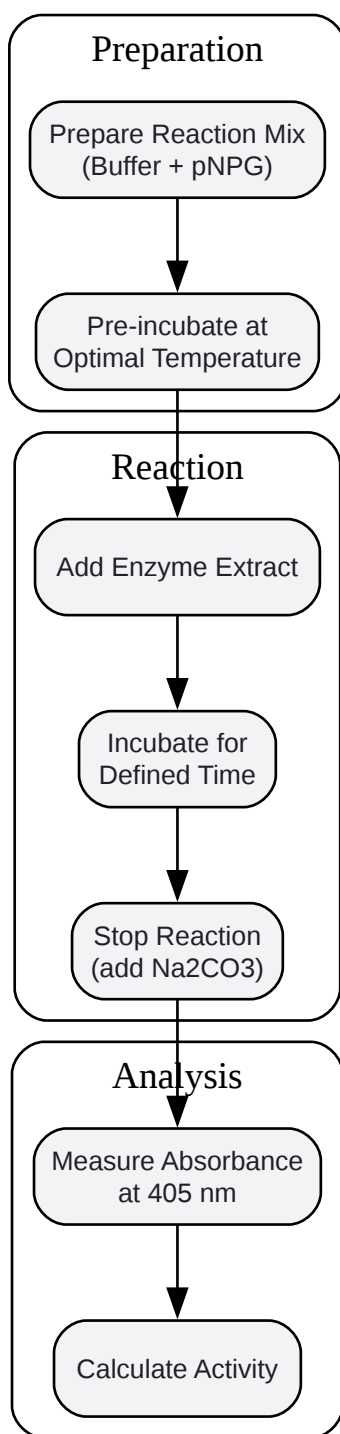 Preparation
Prepare Reaction Mix
(Buffer + pNPG)
Pre-incubate at
Optimal Temperature
Reaction
Add Enzyme Extract
Incubate for
Defined Time
Stop Reaction
(add Na2CO3)
Analysis
Measure Absorbance
at 405 nm
Calculate Activity